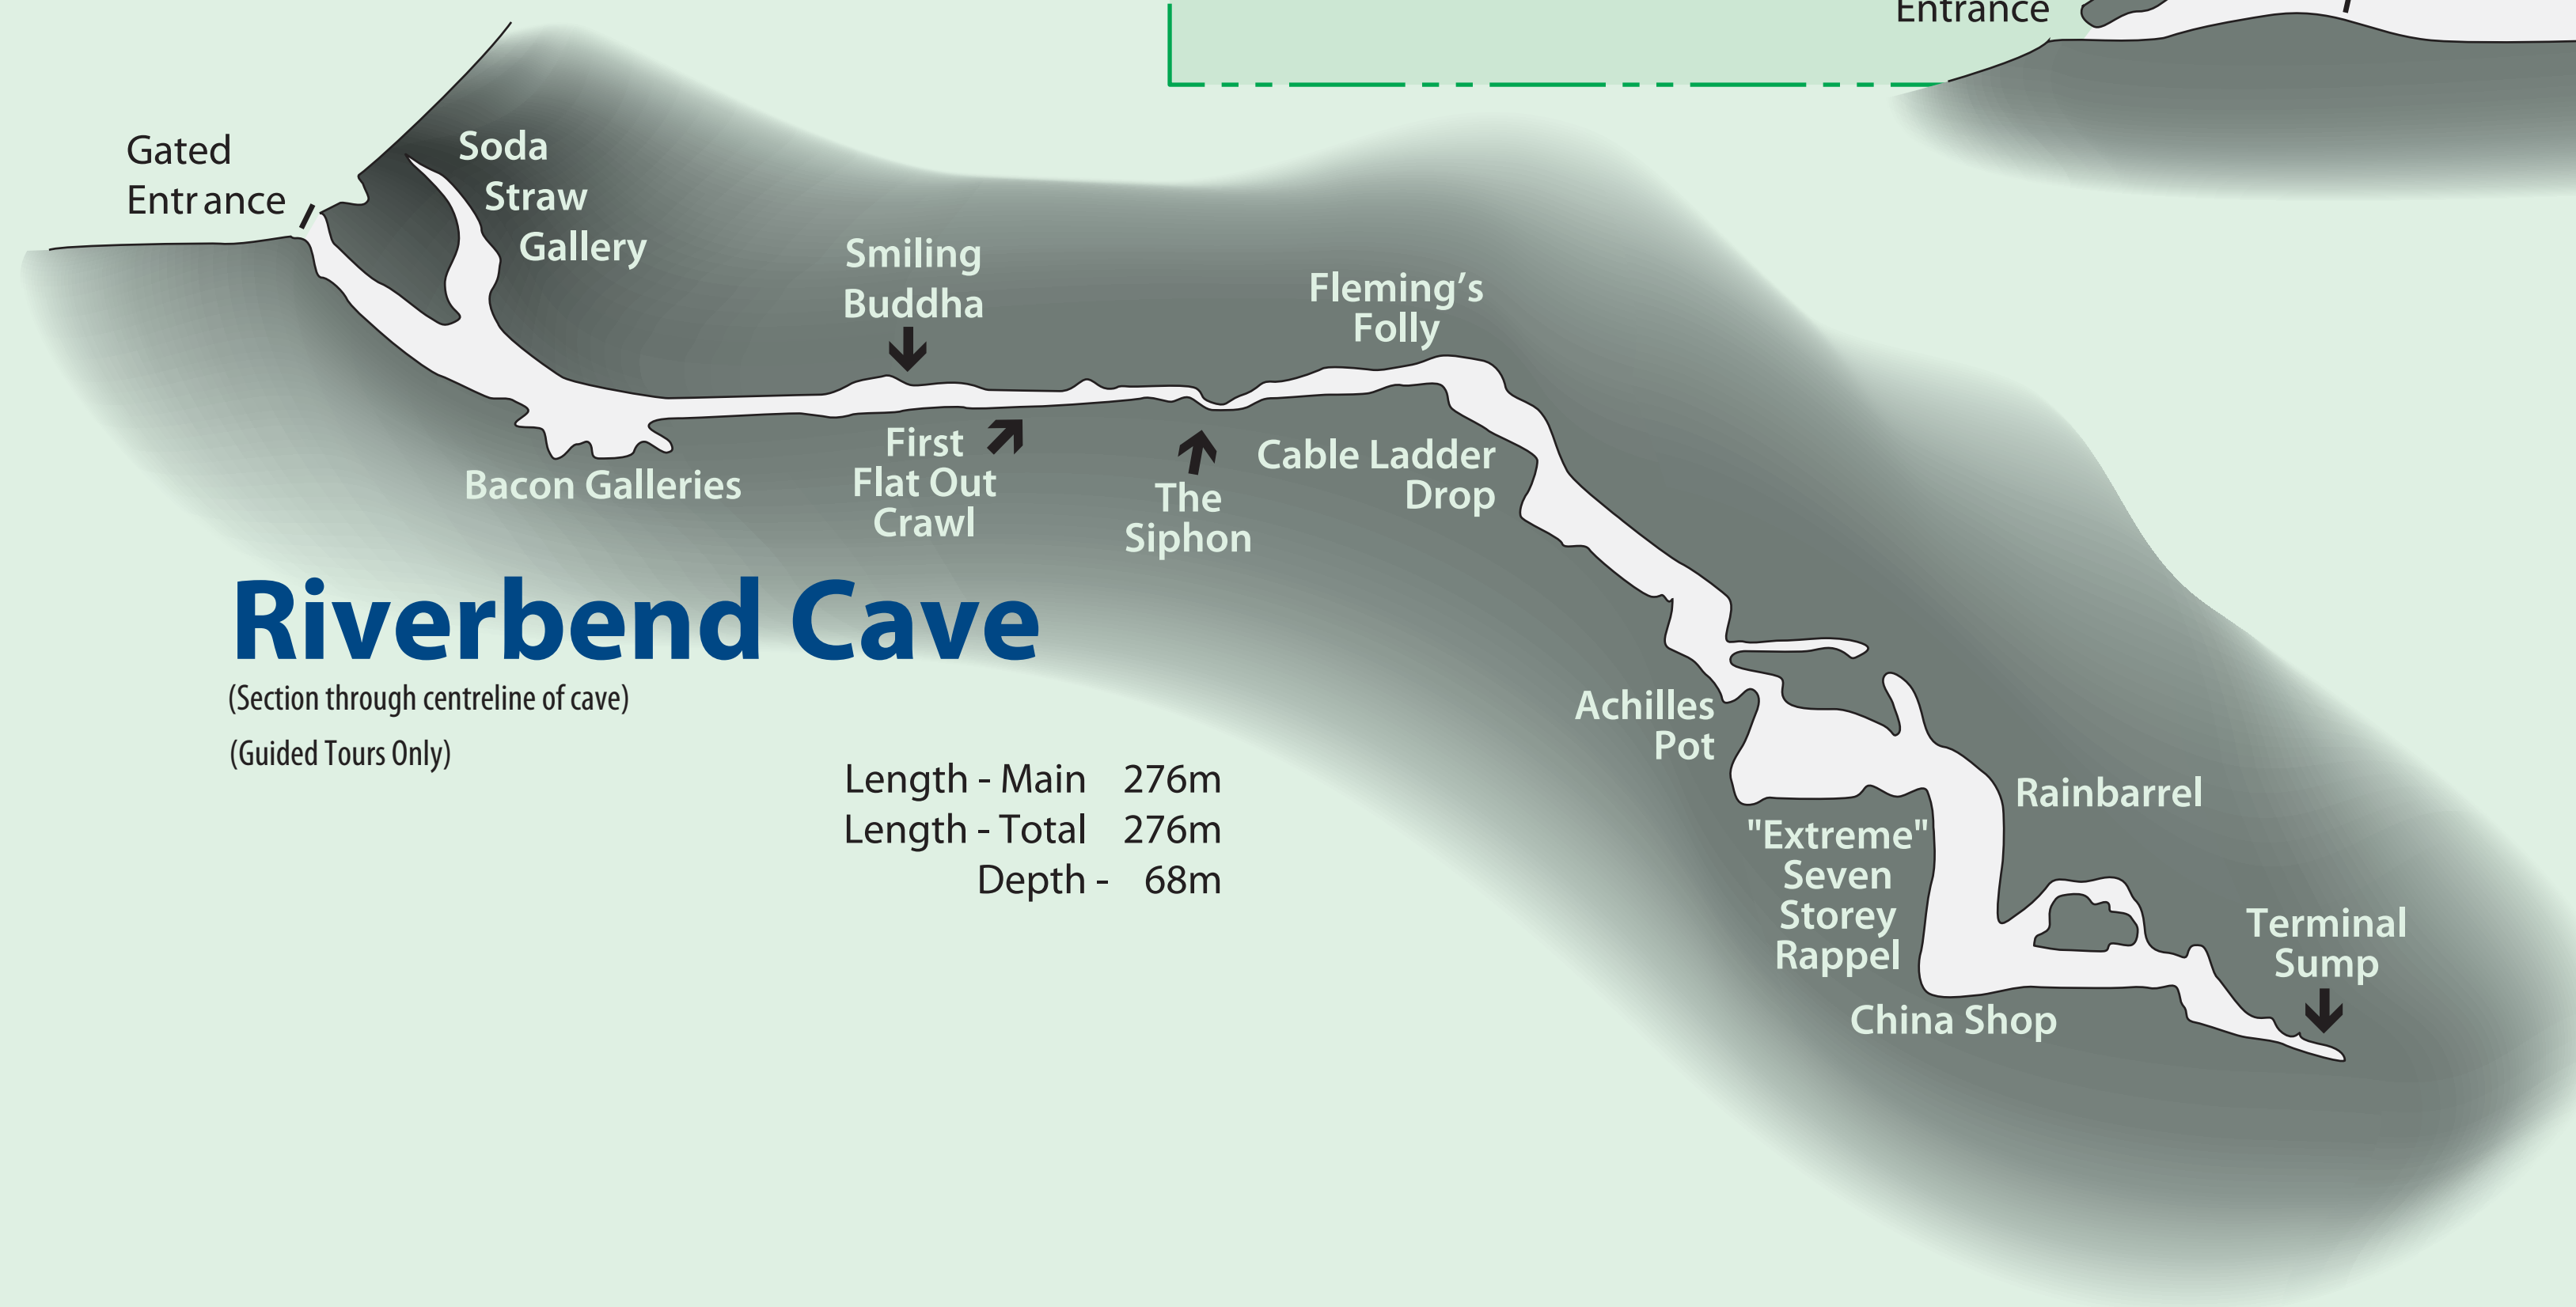 Entrance
Gated
Entrance
Soda
Straw
Gallery
Smiling
Buddha
Fleming’s
Folly
Bacon Galleries
First
Flat Out
Crawl
The
Siphon
Cable Ladder
Drop
Riverbend Cave
(Section through centreline of cave)
(Guided Tours Only)
Length - Main 276m
Length - Total 276m
Depth - 68m
Achilles
Pot
Rainbarrel
"Extreme"
Seven
Storey
Rappel
Terminal
Sump
China Shop